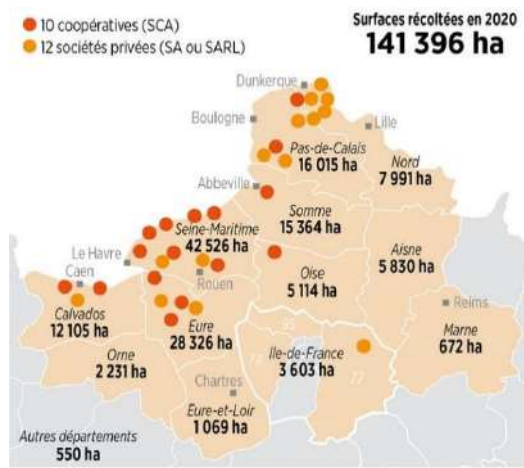 10 coopératives (SCA)
12 sociétés privées (SA ou SARL)
Surfaces récoltées en 2020
141 396 ha
Dunkerque
Boulogne
Lille
Pas-de-Calais
16 015 ha
Nord
7 991 ha
Abbeville
Somme
15 364 ha
Seine-Maritime
42 526 ha
Le Havre
Rouen
Aisne
5 830 ha
Oise
5 114 ha
Caen
Calvados
12 105 ha
Eure
28 326 ha
Reims
Marne
672 ha
Orne
2 231 ha
95
78
Ile-de-France
3 603 ha
77
Chartres
Eure-et-Loir
1 069 ha
Autres départements
550 ha